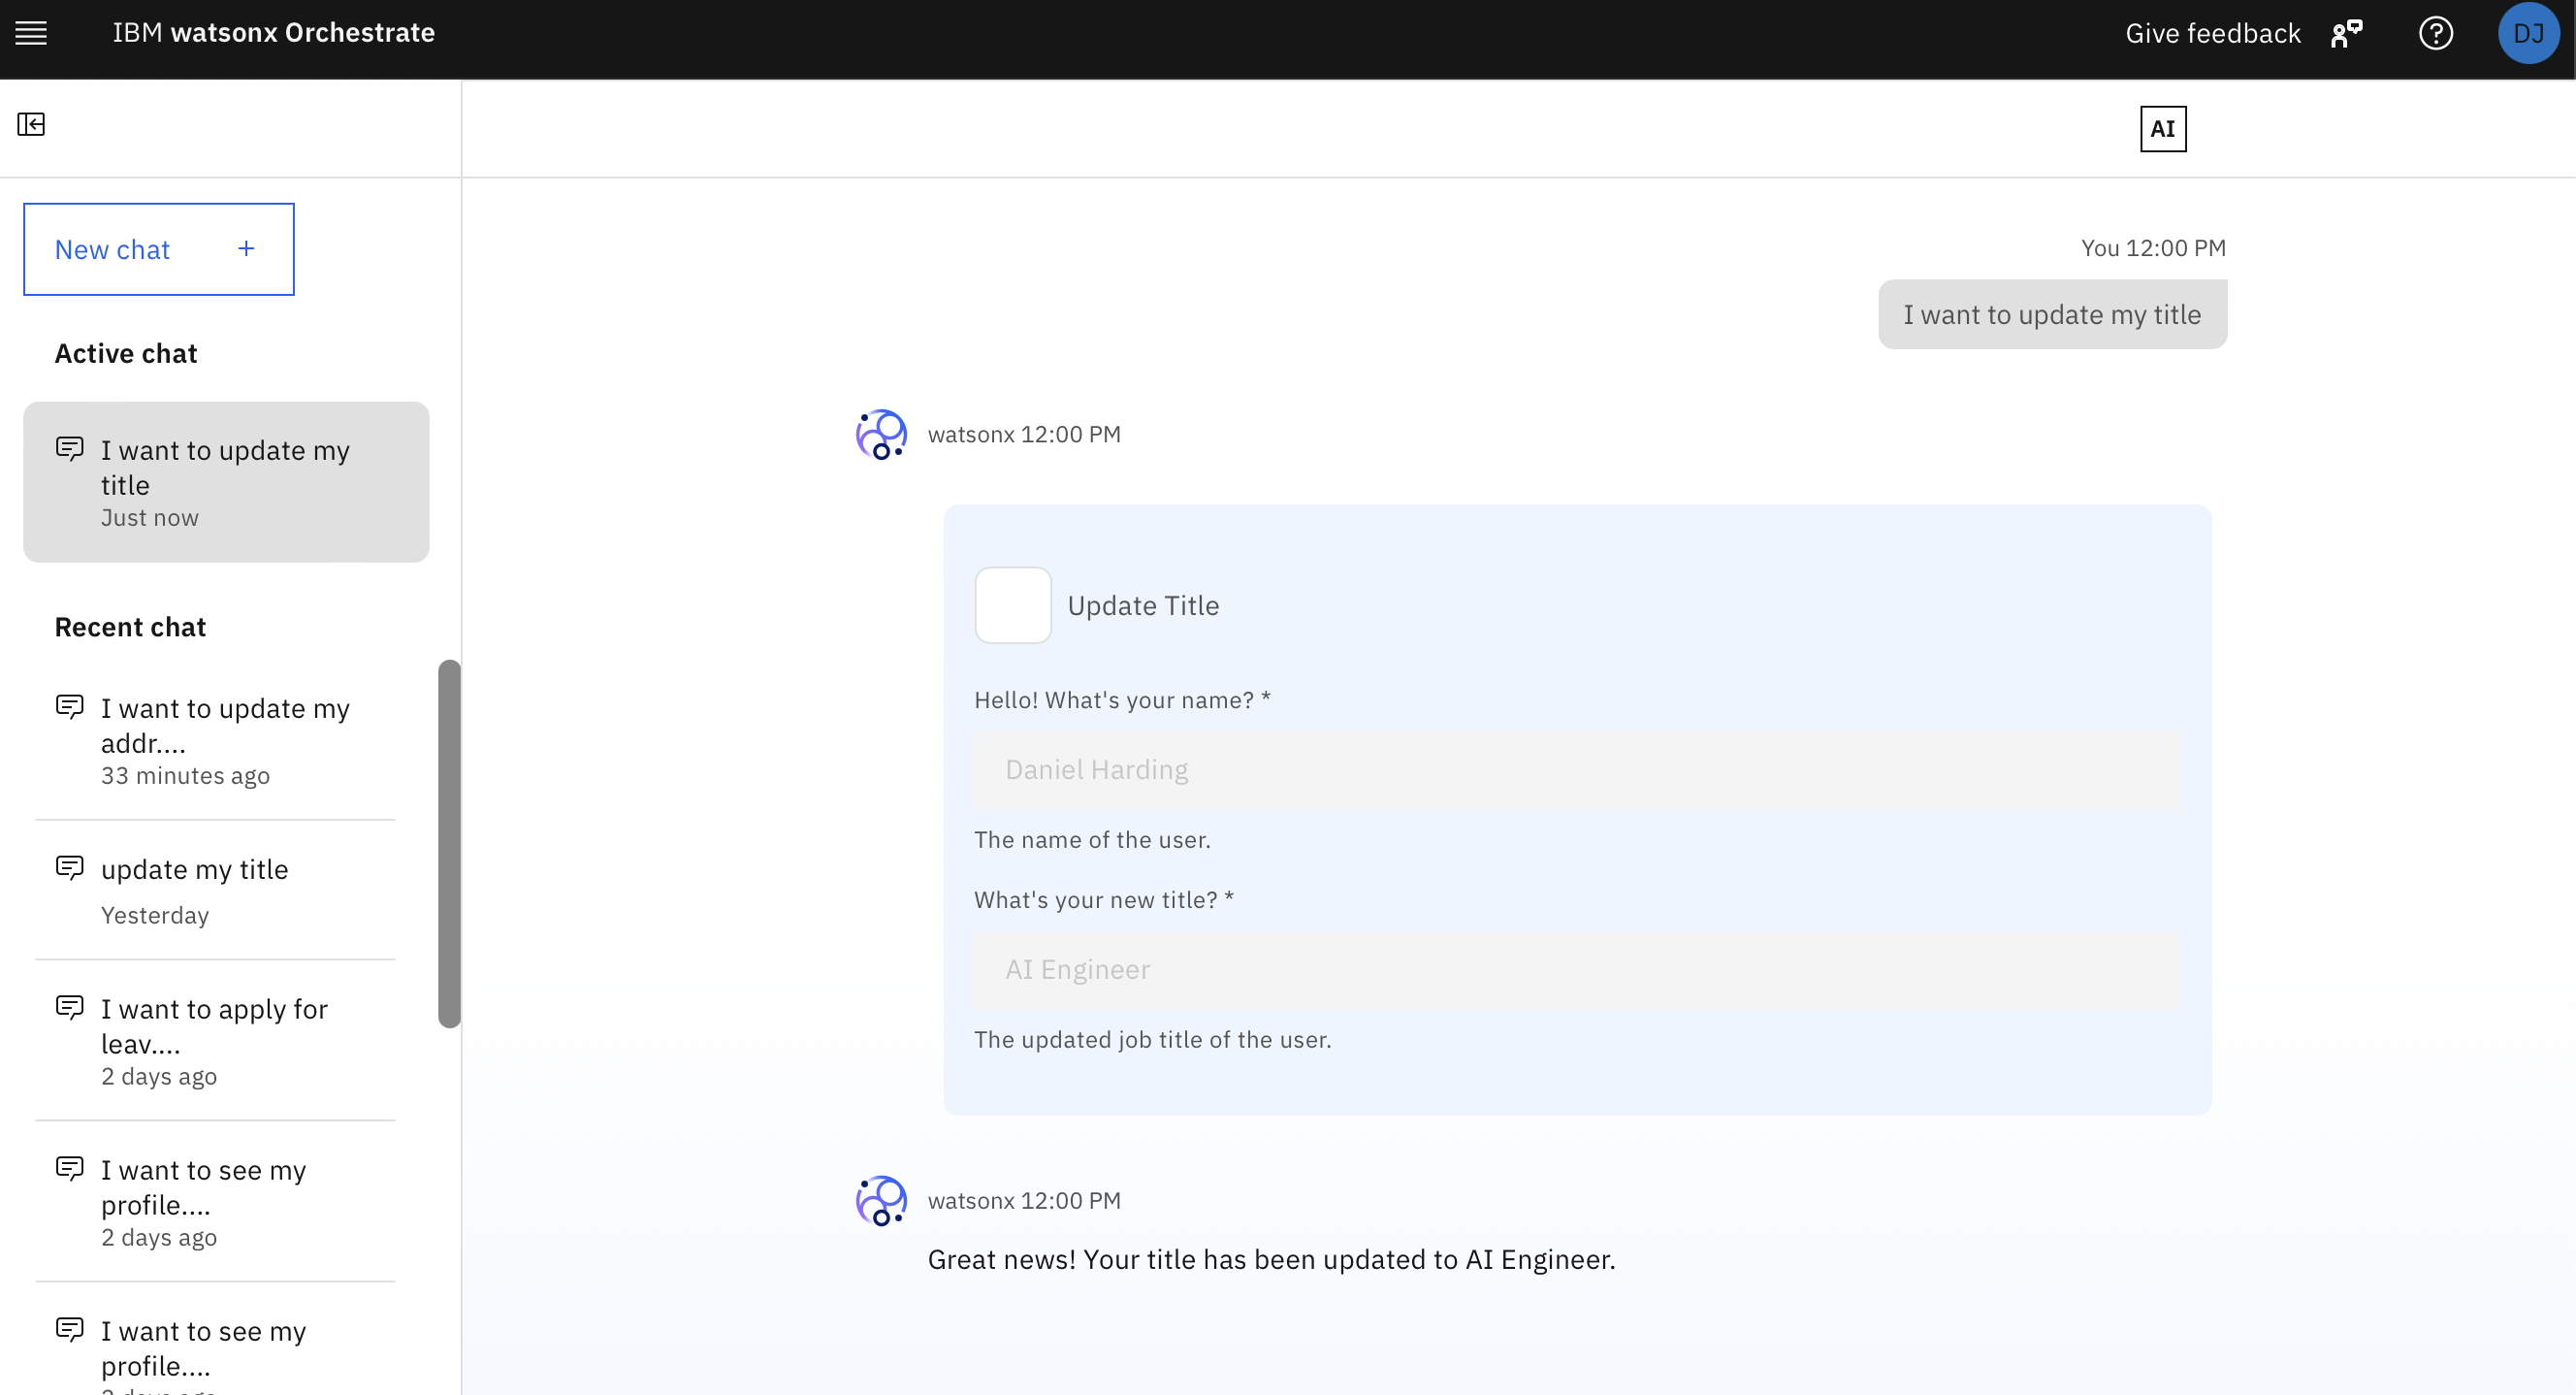 IBM watsonx Orchestrate
Give feedback
DJ
AI
New chat +
Active chat
I want to update my
title
Just now
Recent chat
I want to update my
addr....
33 minutes ago
update my title
Yesterday
I want to apply for
leav....
2 days ago
I want to see my
profile....
2 days ago
I want to see my
profile....
You 12:00 PM
I want to update my title
watsonx 12:00 PM
Update Title
Hello! What's your name? *
Daniel Harding
The name of the user.
What's your new title? *
AI Engineer
The updated job title of the user.
watsonx 12:00 PM
Great news! Your title has been updated to AI Engineer.